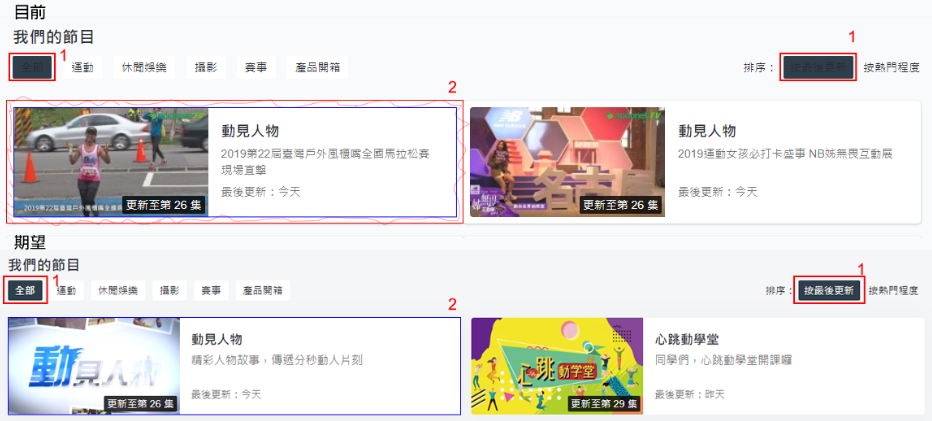 目前
我們的節目
1
1
全部 運動 休閒娛樂 攝影 賽事 產品開箱
排序： 按最後更新 按熱門程度
2
動見人物
2019第22屆臺灣戶外風櫃嘴全國馬拉松賽
現場直擊
最後更新：今天
更新至第 26 集
動見人物
2019運動女孩必打卡盛事 NB姊無畏互動展
最後更新：今天
更新至第 26 集
期望
我們的節目
1
1
全部 運動 休閒娛樂 攝影 賽事 產品開箱
排序： 按最後更新 按熱門程度
2
動見人物
動見人物
精彩人物故事，傳遞分秒動人片刻
最後更新：今天
更新至第 26 集
心跳動學堂
心跳動學堂
同學們，心跳動學堂開課囉
最後更新：昨天
更新至第 29 集